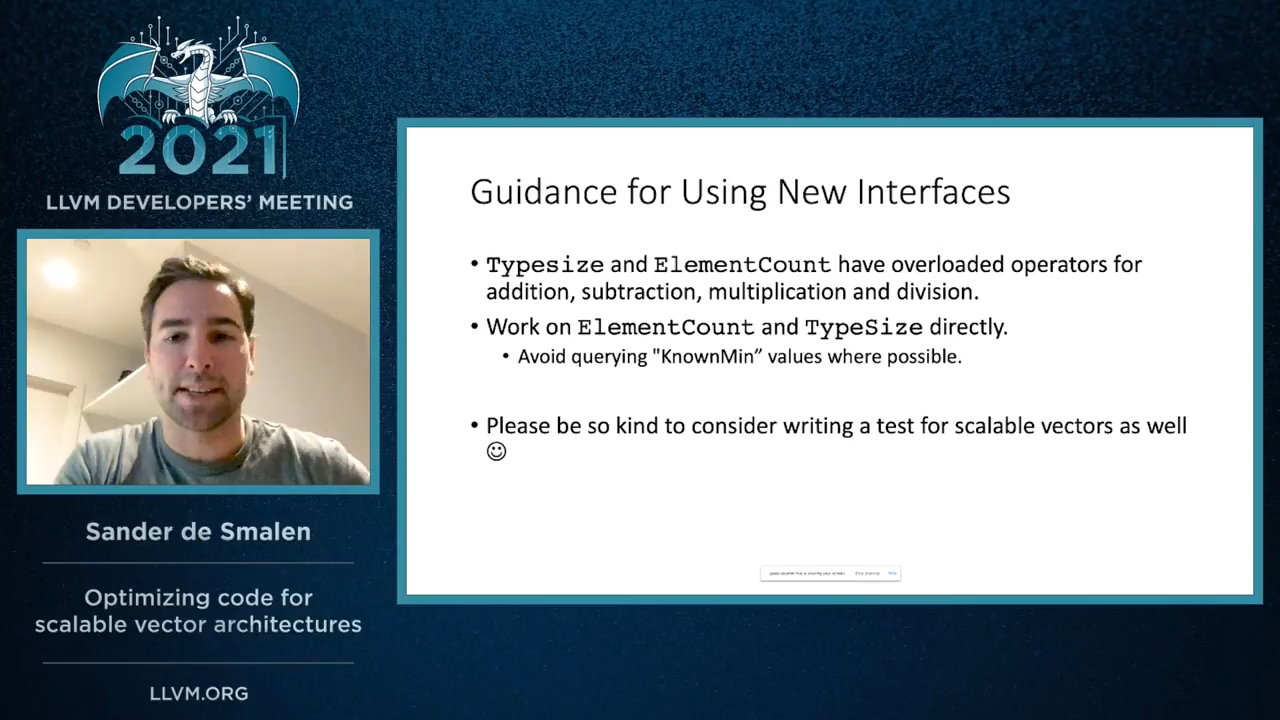 2021
LLVM DEVELOPERS' MEETING
Sander de Smalen
Optimizing code for
scalable vector architectures
LLVM.ORG
Guidance for Using New Interfaces
• Typesize and ElementCount have overloaded operators for
addition, subtraction, multiplication and division.
• Work on ElementCount and TypeSize directly.
• Avoid querying "KnownMin” values where possible.
• Please be so kind to consider writing a test for scalable vectors as well
☺
Stop sharing
Hide